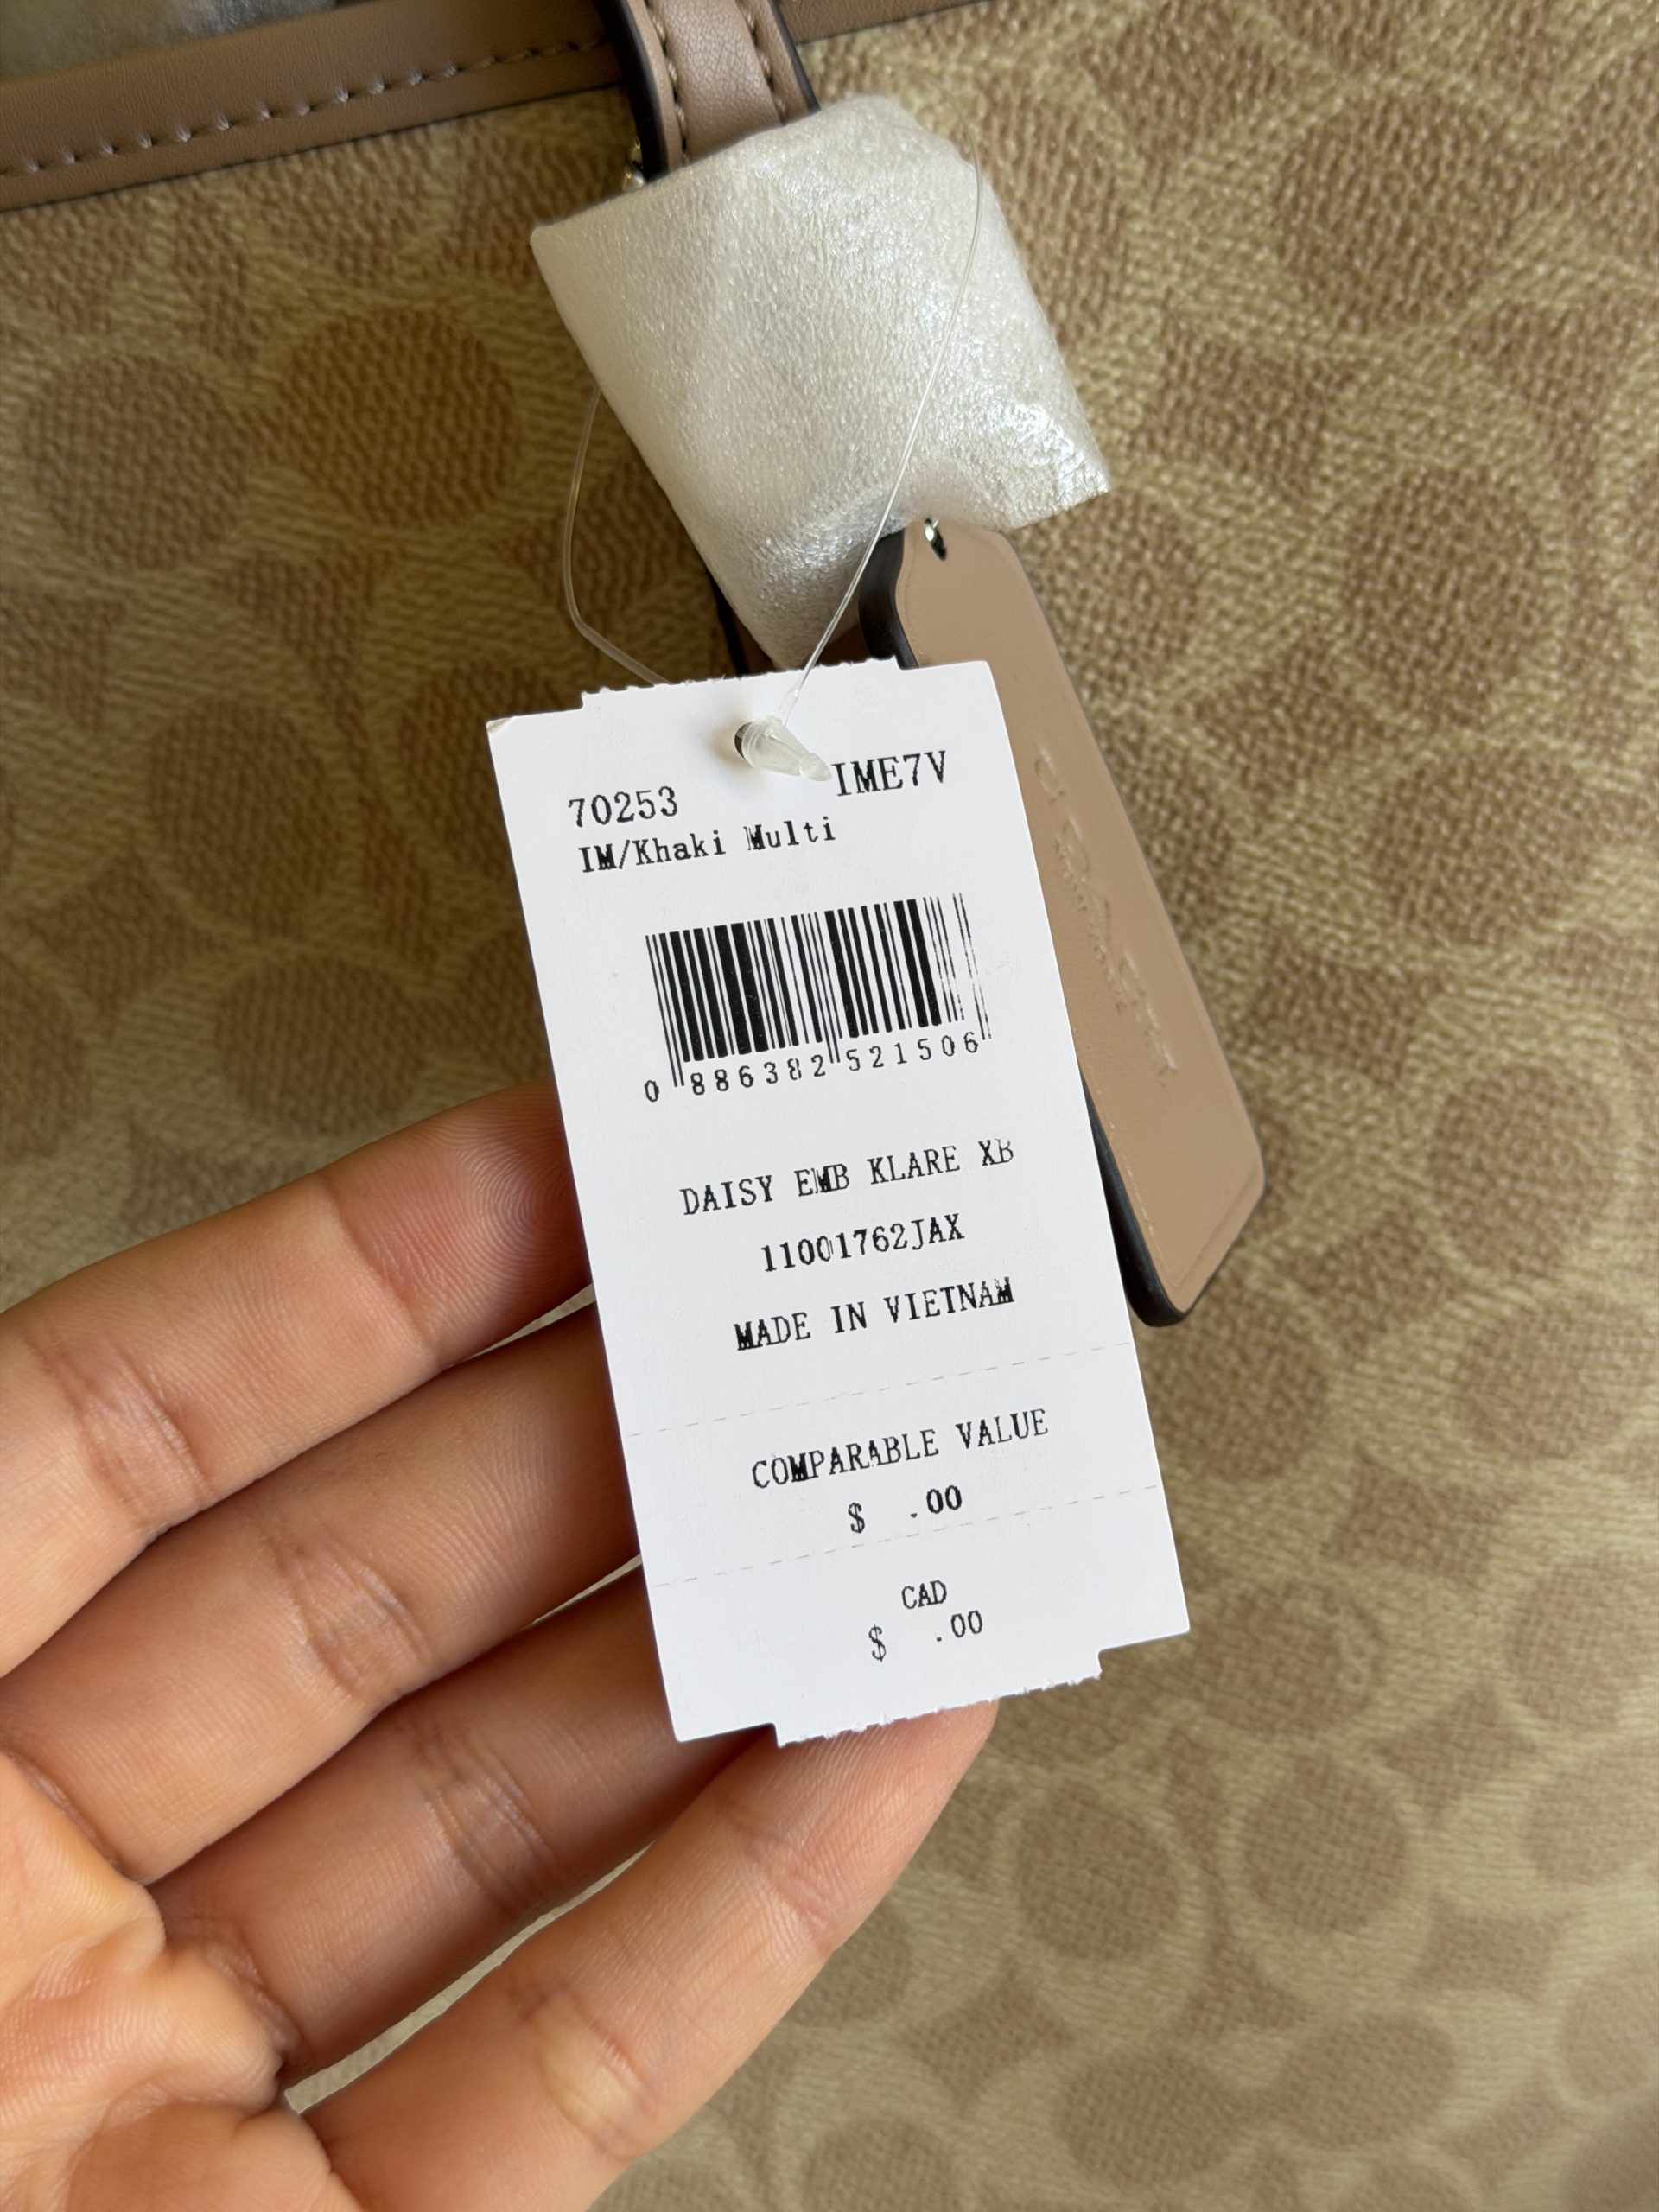 70253 IME7V
IM/Khaki Multi
0 886382 521506
DAISY EMB KLARE XB
11001762JAX
MADE IN VIETNAM
COMPARABLE VALUE
$ .00
CAD
$ .00